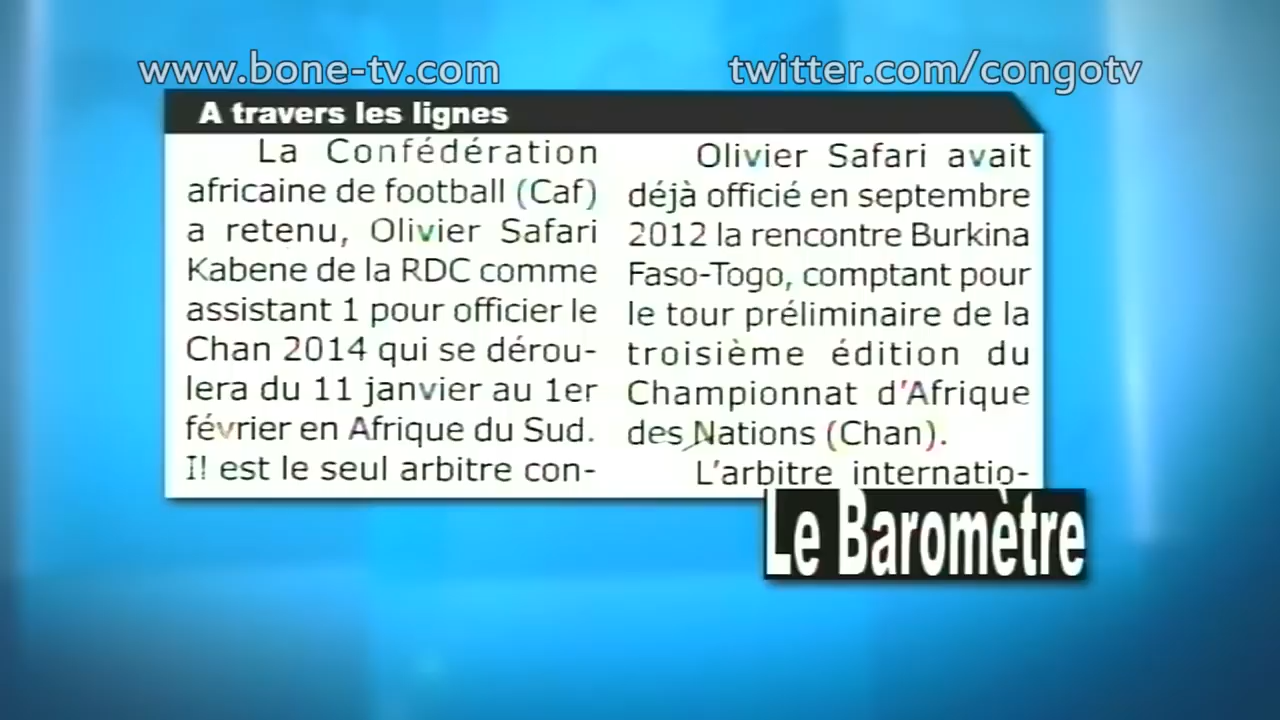 www.bone-tv.com
twitter.com/congotv
A travers les lignes
La Confédération
africaine de football (Caf)
a retenu, Olivier Safari
Kabene de la RDC comme
assistant 1 pour officier le
Chan 2014 qui se dérou-
lera du 11 janvier au 1er
février en Afrique du Sud.
Il est le seul arbitre con-
Olivier Safari avait
déjà officié en septembre
2012 la rencontre Burkina
Faso-Togo, comptant pour
le tour préliminaire de la
troisième édition du
Championnat d'Afrique
des Nations (Chan).
L'arbitre internatio-
Le Baromètre